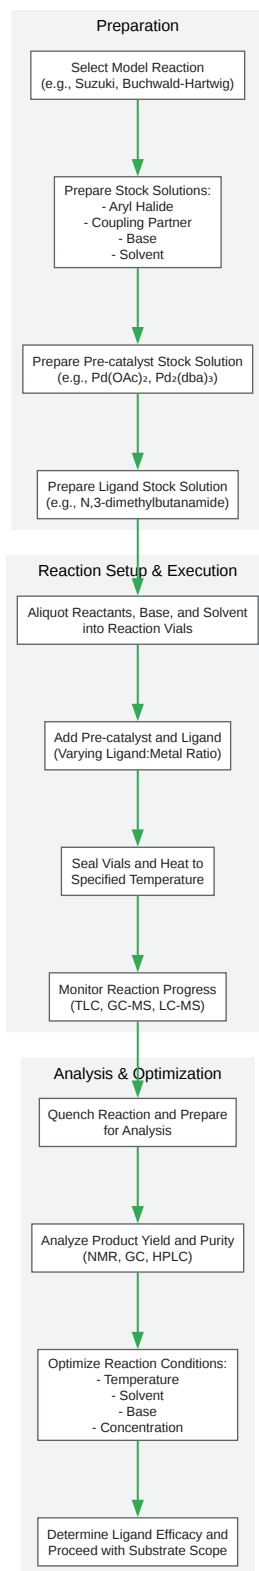 Preparation
Select Model Reaction
(e.g., Suzuki, Buchwald-Hartwig)
Prepare Stock Solutions:
- Aryl Halide
- Coupling Partner
- Base
- Solvent
Prepare Pre-catalyst Stock Solution
(e.g., Pd(OAc)₂, Pd₂(dba)₃)
Prepare Ligand Stock Solution
(e.g., N,3-dimethylbutanamide)
Reaction Setup & Execution
Aliquot Reactants, Base, and Solvent
into Reaction Vials
Add Pre-catalyst and Ligand
(Varying Ligand:Metal Ratio)
Seal Vials and Heat to
Specified Temperature
Monitor Reaction Progress
(TLC, GC-MS, LC-MS)
Analysis & Optimization
Quench Reaction and Prepare
for Analysis
Analyze Product Yield and Purity
(NMR, GC, HPLC)
Optimize Reaction Conditions:
- Temperature
- Solvent
- Base
- Concentration
Determine Ligand Efficacy and
Proceed with Substrate Scope